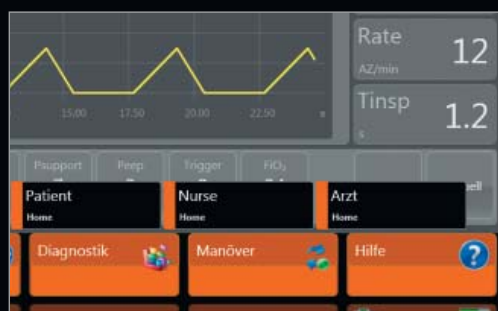 Rate
AZ/min
12
Tinsp
s
1.2
15.00 17.50 20.00 22.50 s
Psupport Peep Trigger FiO₂
Patient
Home
Nurse
Home
Arzt
Home
Diagnostik
Manöver
Hilfe
?